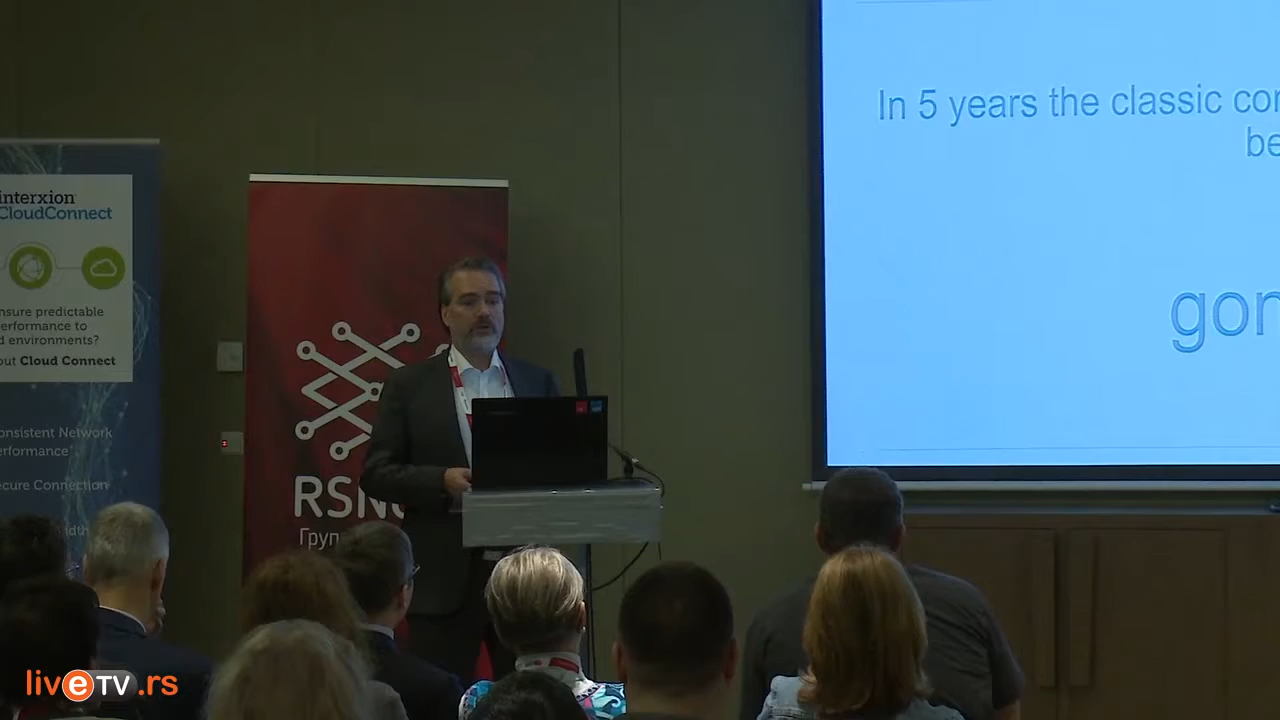 interxion
CloudConnect
nsure predictable
erformance to
d environments?
out Cloud Connect
onsistent Network
erformance
ecure Connection
idth
RSN
Груп
In 5 years the classic co
be
gon
liveTV.rs